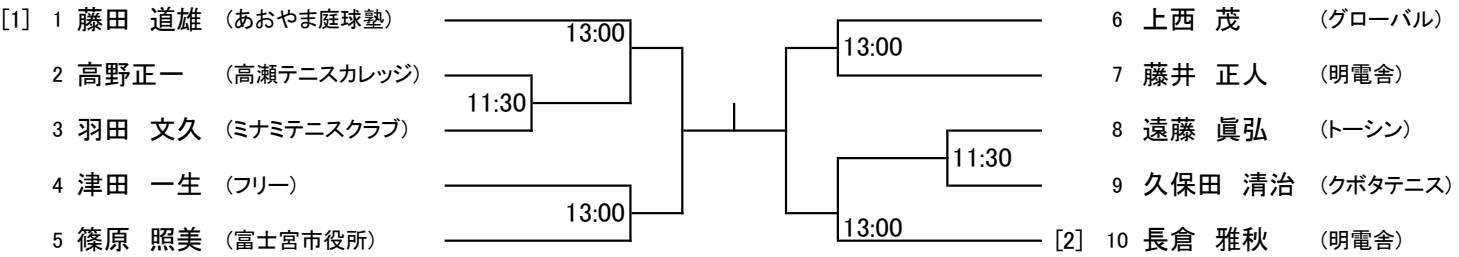 [1] 1 藤田 道雄 (あおやま庭球塾)
13:00
2 高野正一 (高瀬テニスカレッジ)
11:30
3 羽田 文久 (ミナミテニスクラブ)
4 津田 一生 (フリー)
13:00
5 篠原 照美 (富士宮市役所)
6 上西 茂 (グローバル)
13:00
7 藤井 正人 (明電舎)
8 遠藤 眞弘 (トーシン)
11:30
9 久保田 清治 (クボタテニス)
13:00
[2] 10 長倉 雅秋 (明電舎)